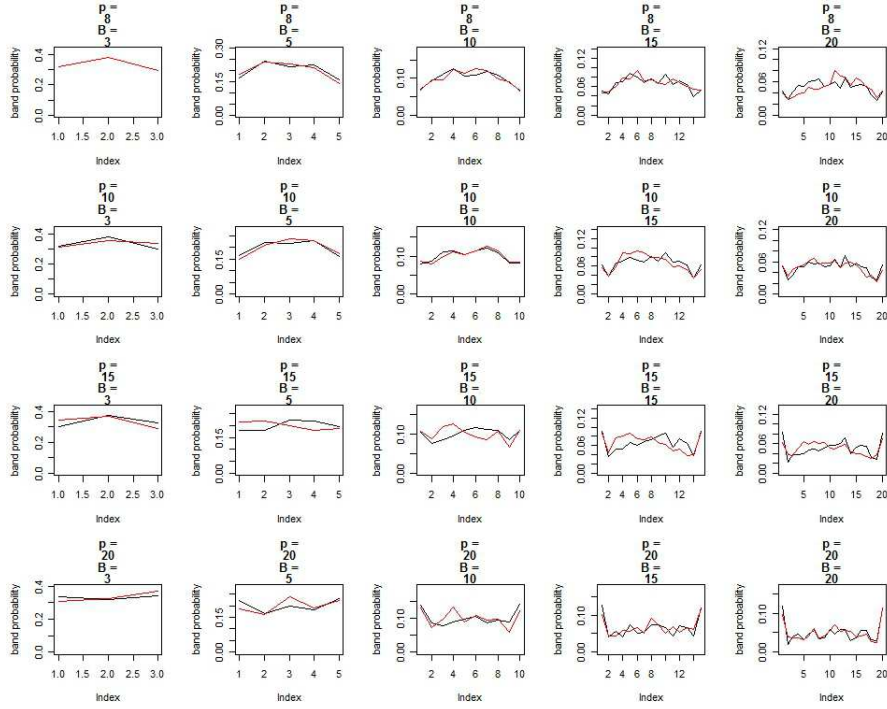 p =
8
B =
3
band probability
0.4
0.2
0.0
1.0 1.5 2.0 2.5 3.0
Index
p =
8
B =
5
band probability
0.30
0.15
0.00
1 2 3 4 5
Index
p =
8
B =
10
band probability
0.10
0.00
2 4 6 8 10
Index
p =
8
B =
15
band probability
0.12
0.06
0.00
2 4 6 8 12
Index
p =
8
B =
20
band probability
0.12
0.06
0.00
5 10 15 20
Index
p =
10
B =
3
band probability
0.4
0.2
0.0
1.0 1.5 2.0 2.5 3.0
Index
p =
10
B =
5
band probability
0.15
0.00
1 2 3 4 5
Index
p =
10
B =
10
band probability
0.10
0.00
2 4 6 8 10
Index
p =
10
B =
15
band probability
0.12
0.06
0.00
2 4 6 8 12
Index
p =
10
B =
20
band probability
0.12
0.06
0.00
5 10 15 20
Index
p =
15
B =
3
band probability
0.4
0.2
0.0
1.0 1.5 2.0 2.5 3.0
Index
p =
15
B =
5
band probability
0.15
0.00
1 2 3 4 5
Index
p =
15
B =
10
band probability
0.10
0.00
2 4 6 8 10
Index
p =
15
B =
15
band probability
0.12
0.06
0.00
2 4 6 8 12
Index
p =
15
B =
20
band probability
0.12
0.06
0.00
5 10 15 20
Index
p =
20
B =
3
band probability
0.4
0.2
0.0
1.0 1.5 2.0 2.5 3.0
Index
p =
20
B =
5
band probability
0.15
0.00
1 2 3 4 5
Index
p =
20
B =
10
band probability
0.10
0.00
2 4 6 8 10
Index
p =
20
B =
15
band probability
0.10
0.00
2 4 6 8 12
Index
p =
20
B =
20
band probability
0.10
0.00
5 10 15 20
Index